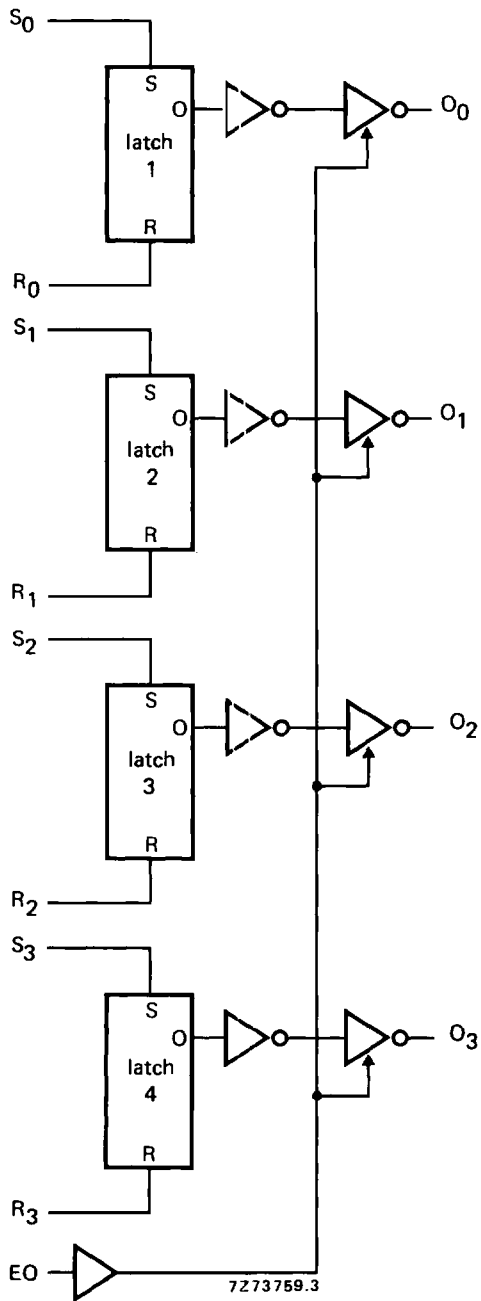 S0
S
O
latch
1
O0
R
R0
S1
S
O
latch
2
O1
R
R1
S2
S
O
latch
3
O2
R
R2
S3
S
O
latch
4
O3
R
R3
EO
7Z73759.3